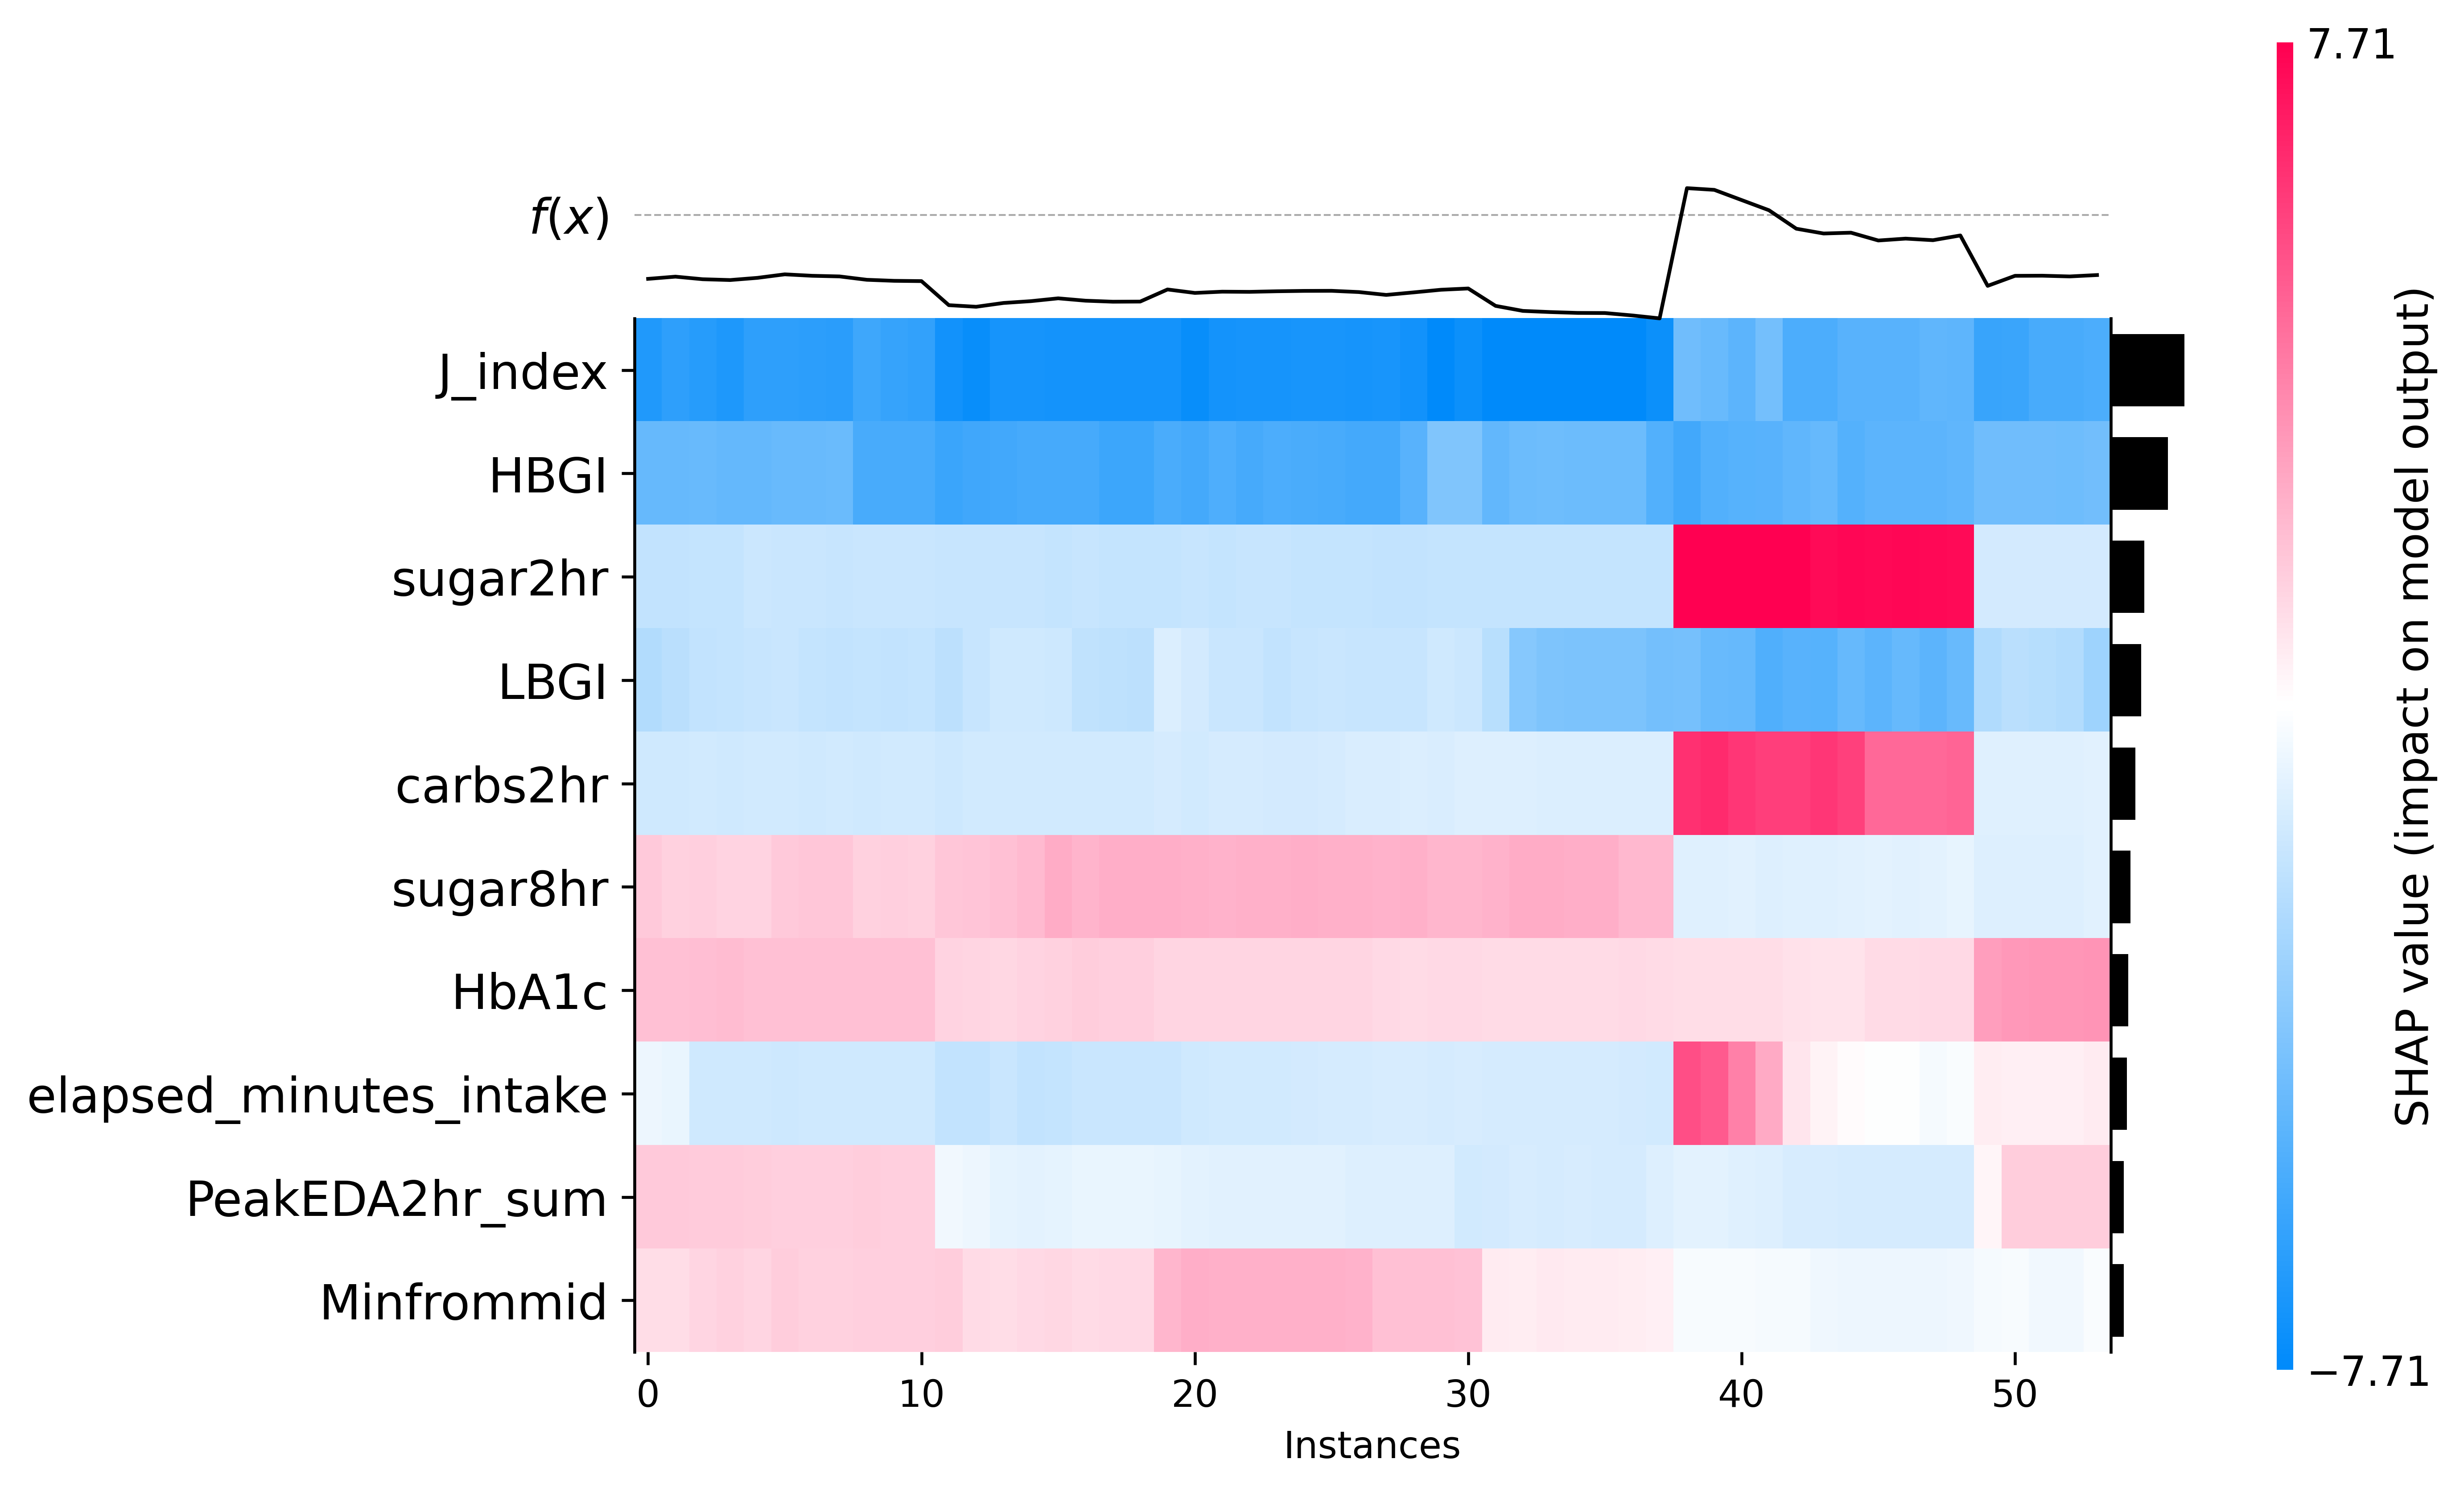 7.71
f(x)
J_index
HBGI
sugar2hr
LBGI
carbs2hr
sugar8hr
HbA1c
elapsed_minutes_intake
PeakEDA2hr_sum
Minfrommid
0 10 20 30 40 50
Instances
−7.71
SHAP value (impact on model output)